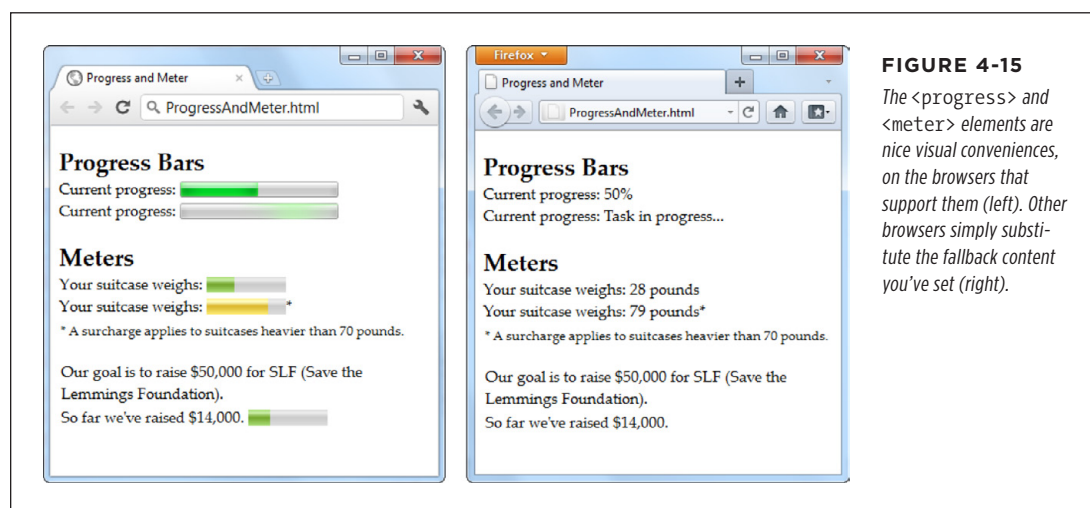 Progress and Meter
ProgressAndMeter.html
Progress Bars
Current progress:
Current progress:
Meters
Your suitcase weighs:
Your suitcase weighs: *
* A surcharge applies to suitcases heavier than 70 pounds.
Our goal is to raise $50,000 for SLF (Save the
Lemmings Foundation).
So far we've raised $14,000.
Firefox
Progress and Meter
ProgressAndMeter.html
Progress Bars
Current progress: 50%
Current progress: Task in progress...
Meters
Your suitcase weighs: 28 pounds
Your suitcase weighs: 79 pounds*
* A surcharge applies to suitcases heavier than 70 pounds.
Our goal is to raise $50,000 for SLF (Save the
Lemmings Foundation).
So far we've raised $14,000.
FIGURE 4-15
The <progress> and
<meter> elements are
nice visual conveniences,
on the browsers that
support them (left). Other
browsers simply substi-
tute the fallback content
you've set (right).